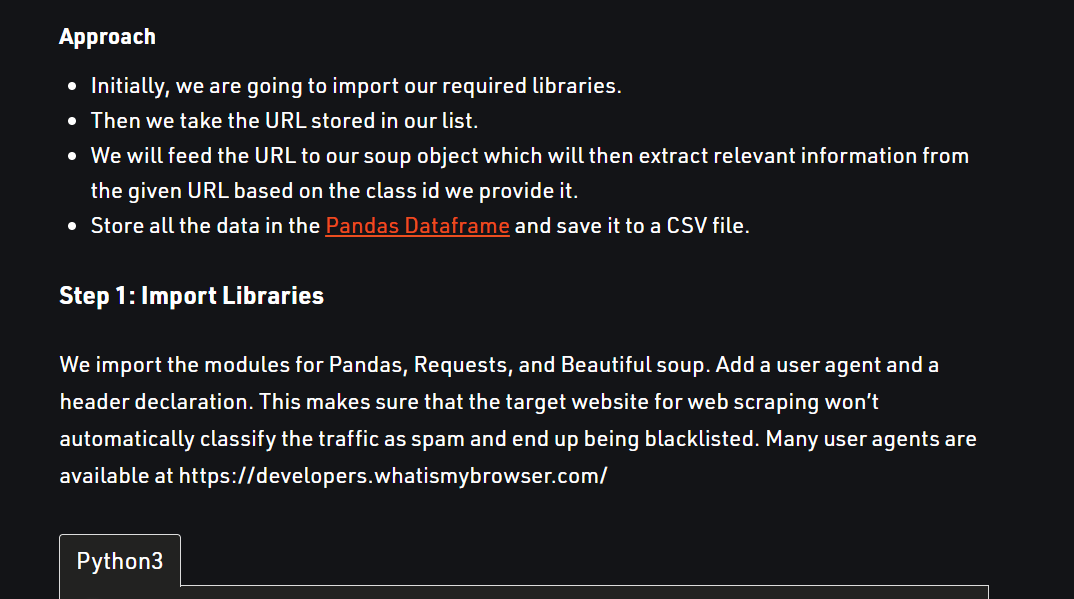 Approach
• Initially, we are going to import our required libraries.
• Then we take the URL stored in our list.
• We will feed the URL to our soup object which will then extract relevant information from
the given URL based on the class id we provide it.
• Store all the data in the Pandas Dataframe and save it to a CSV file.
Step 1: Import Libraries
We import the modules for Pandas, Requests, and Beautiful soup. Add a user agent and a
header declaration. This makes sure that the target website for web scraping won’t
automatically classify the traffic as spam and end up being blacklisted. Many user agents are
available at https://developers.whatismybrowser.com/
Python3